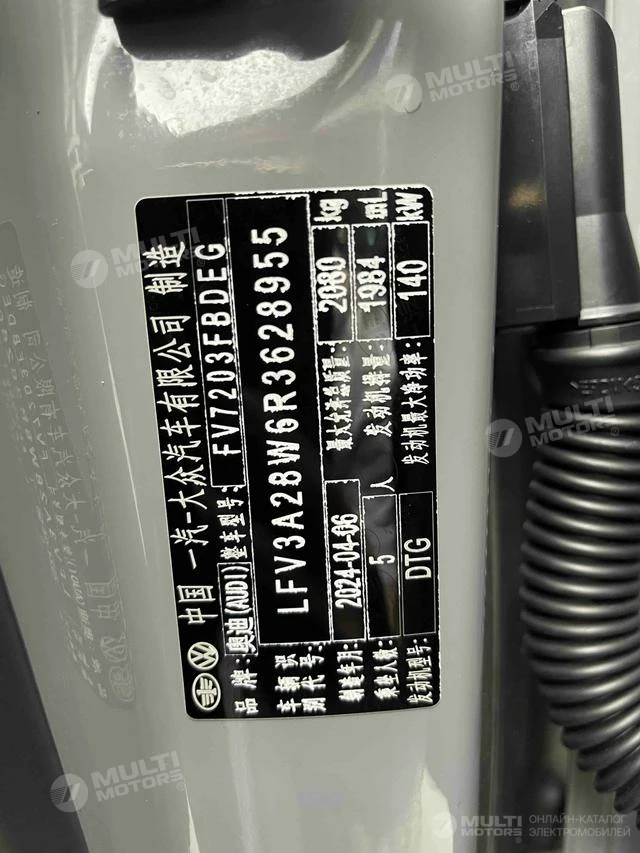 中国 一汽-大众汽车有限公司 制造
品 牌: 奥迪(AUDI) 整车型号: FV7203FBDEG
车辆识别代号: LFV3A28W6R3628955
制造年月: 2024-04-06 最大允许总质量: 2080 kg
乘坐人数: 5 人 发动机排量: 1984 mL
发动机型号: DTG 发动机最大净功率: 140 kW
MULTI MOTORS®
MULTI MOTORS®
MULTI MOTORS®
MULTI MOTORS®
MULTI MOTORS®
MULTI MOTORS®
MULTI MOTORS® ОНЛАЙН-КАТАЛОГ ЭЛЕКТРОМОБИЛЕЙ